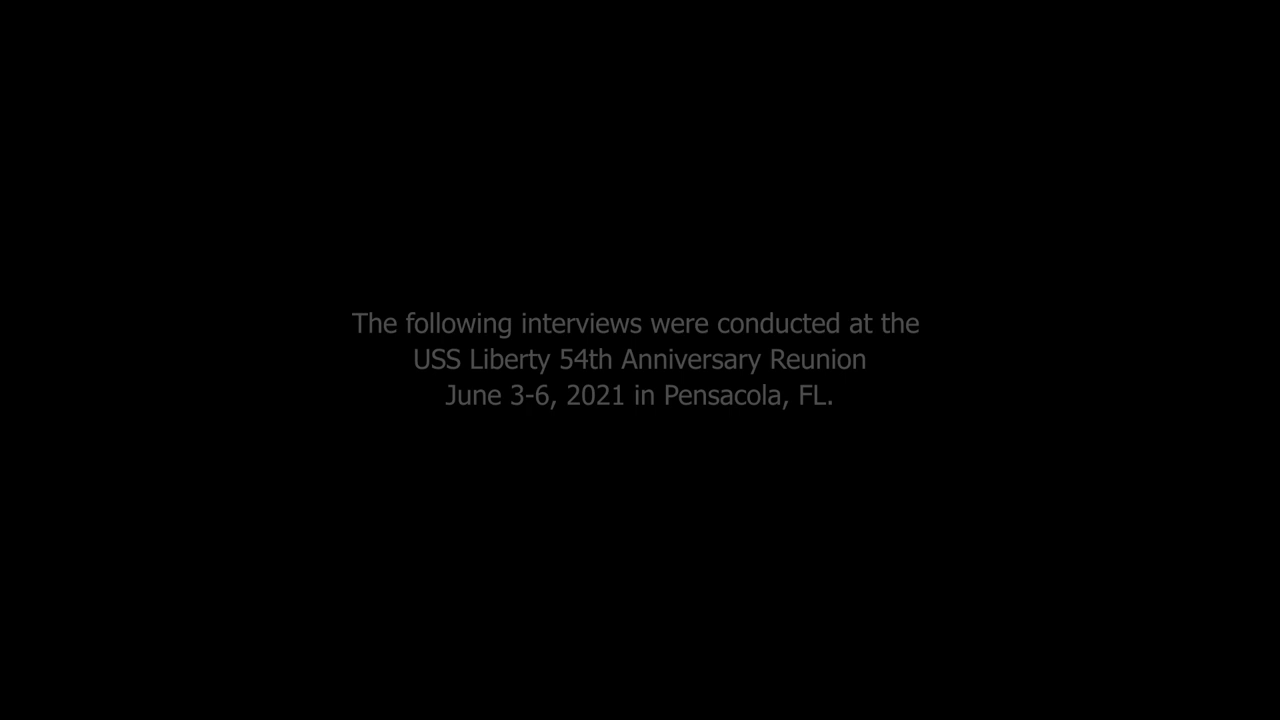 The following interviews were conducted at the
USS Liberty 54th Anniversary Reunion
June 3-6, 2021 in Pensacola, FL.